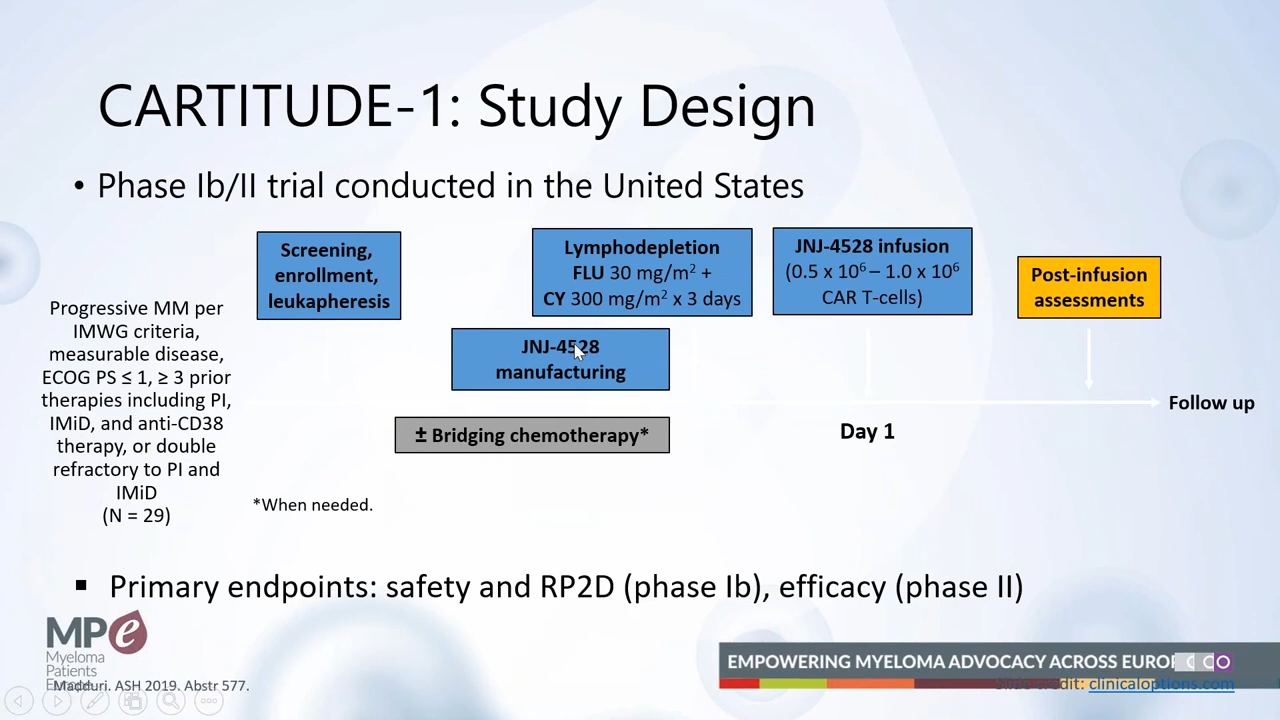 CARTITUDE-1: Study Design
• Phase Ib/II trial conducted in the United States
Screening,
enrollment,
leukapheresis
Lymphodepletion
FLU 30 mg/m² +
CY 300 mg/m² x 3 days
JNJ-4528 infusion
(0.5 x 10⁶ – 1.0 x 10⁶
CAR T-cells)
Post-infusion
assessments
Progressive MM per
IMWG criteria,
measurable disease,
ECOG PS ≤ 1, ≥ 3 prior
therapies including PI,
IMiD, and anti-CD38
therapy, or double
refractory to PI and
IMiD
(N = 29)
JNJ-4528
manufacturing
± Bridging chemotherapy*
Follow up
Day 1
*When needed.
▪ Primary endpoints: safety and RP2D (phase Ib), efficacy (phase II)
MPe
Myeloma
Patients
Madduri. ASH 2019. Abstr 577.
EMPOWERING MYELOMA ADVOCACY ACROSS EURO
CCO
Slide credit: clinicaloptions.com